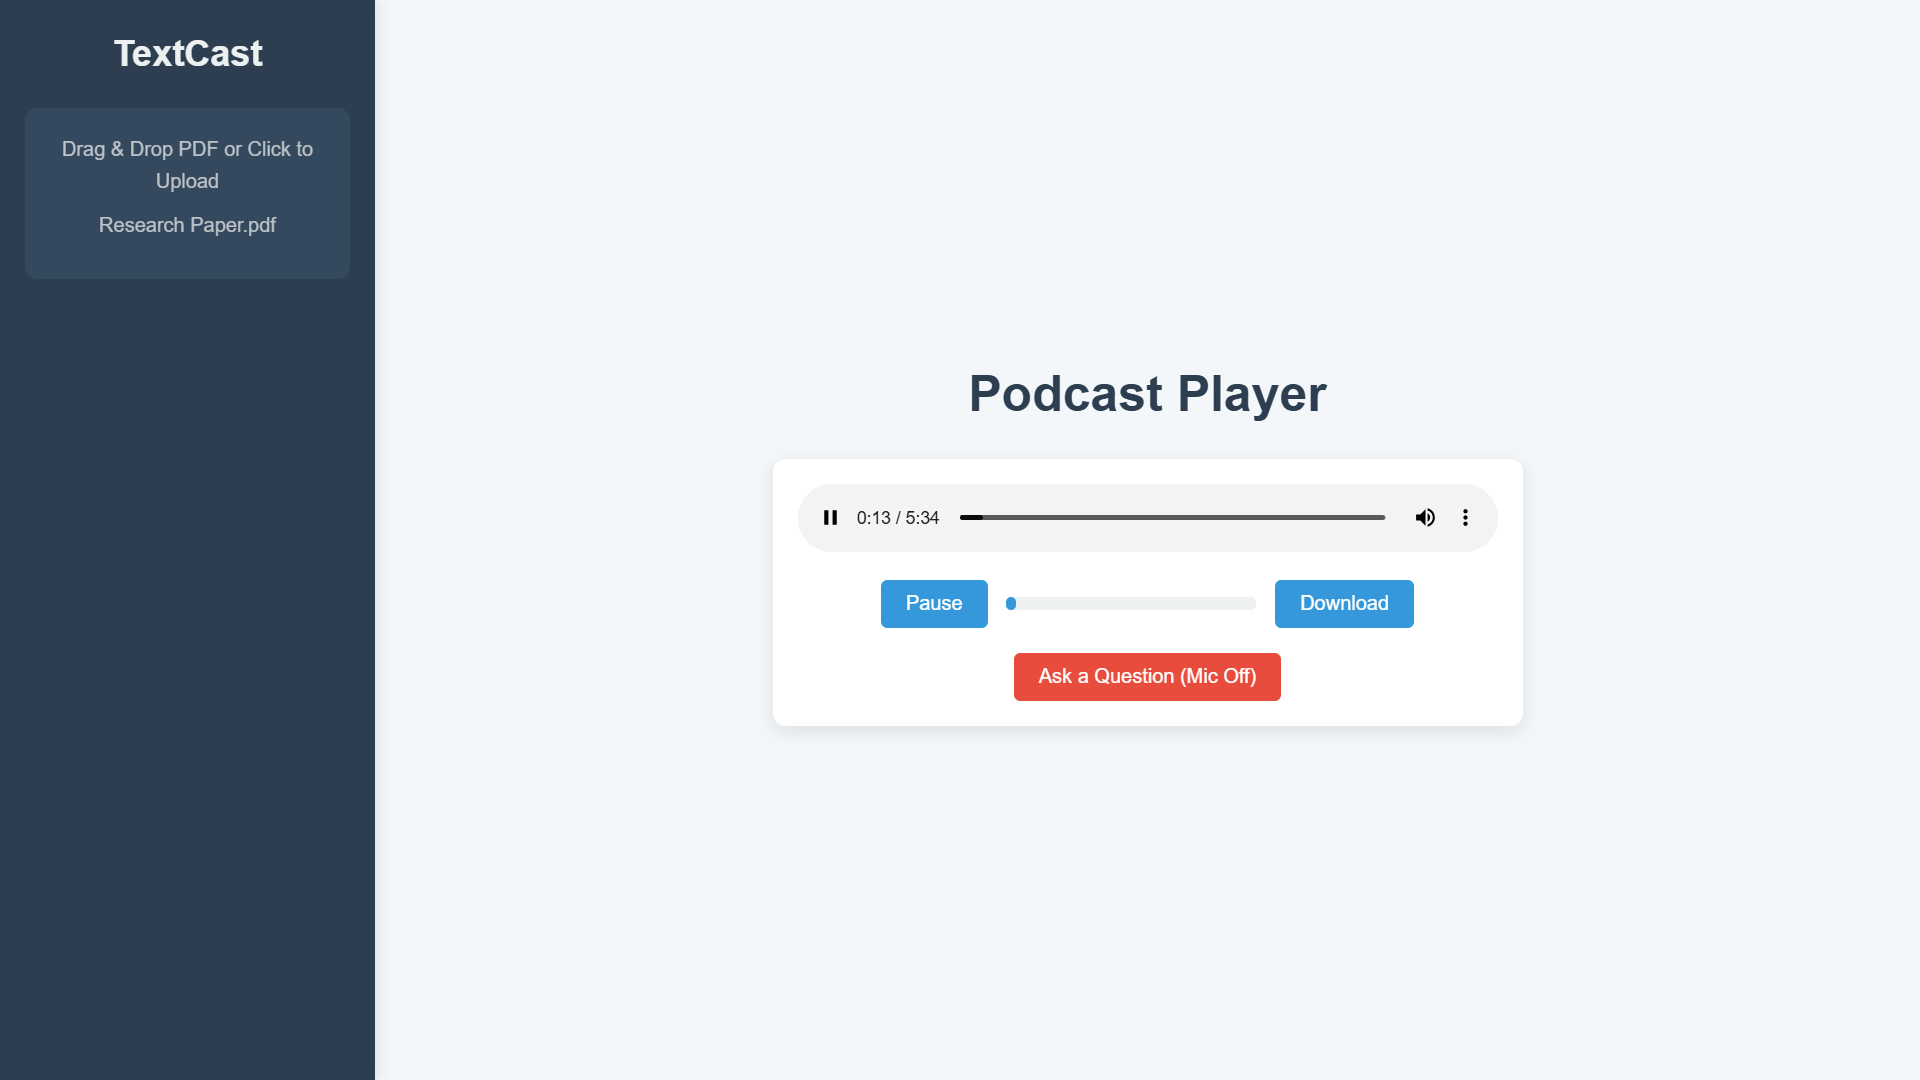 TextCast
Drag & Drop PDF or Click to
Upload
Research Paper.pdf
Podcast Player
0:13 / 5:34
Pause
Download
Ask a Question (Mic Off)